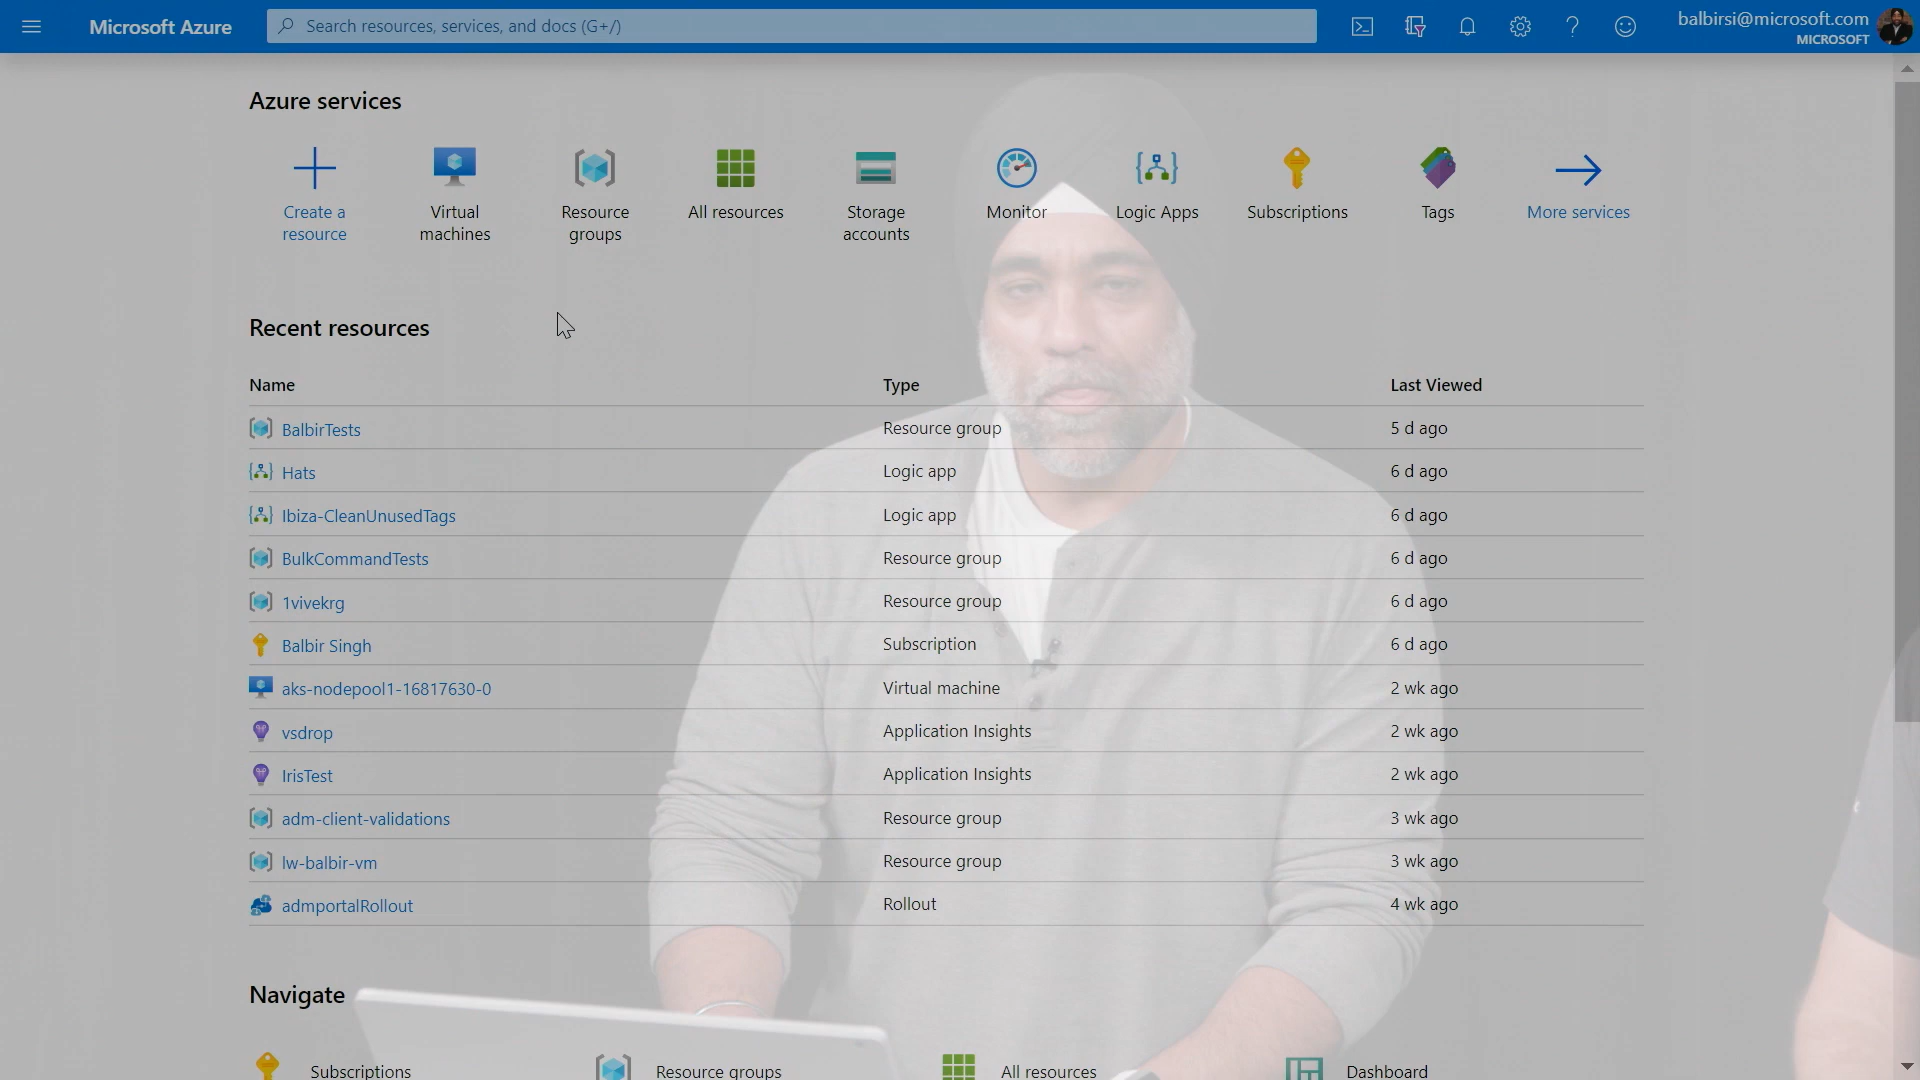 Microsoft Azure
Search resources, services, and docs (G+/)
balbirsi@microsoft.com
MICROSOFT
Azure services
Create a resource
Virtual machines
Resource groups
All resources
Storage accounts
Monitor
Logic Apps
Subscriptions
Tags
More services
Recent resources
Name Type Last Viewed
BalbirTests Resource group 5 d ago
Hats Logic app 6 d ago
Ibiza-CleanUnusedTags Logic app 6 d ago
BulkCommandTests Resource group 6 d ago
1vivekrg Resource group 6 d ago
Balbir Singh Subscription 6 d ago
aks-nodepool1-16817630-0 Virtual machine 2 wk ago
vsdrop Application Insights 2 wk ago
IrisTest Application Insights 2 wk ago
adm-client-validations Resource group 3 wk ago
lw-balbir-vm Resource group 3 wk ago
admportalRollout Rollout 4 wk ago
Navigate
Subscriptions Resource groups All resources Dashboard